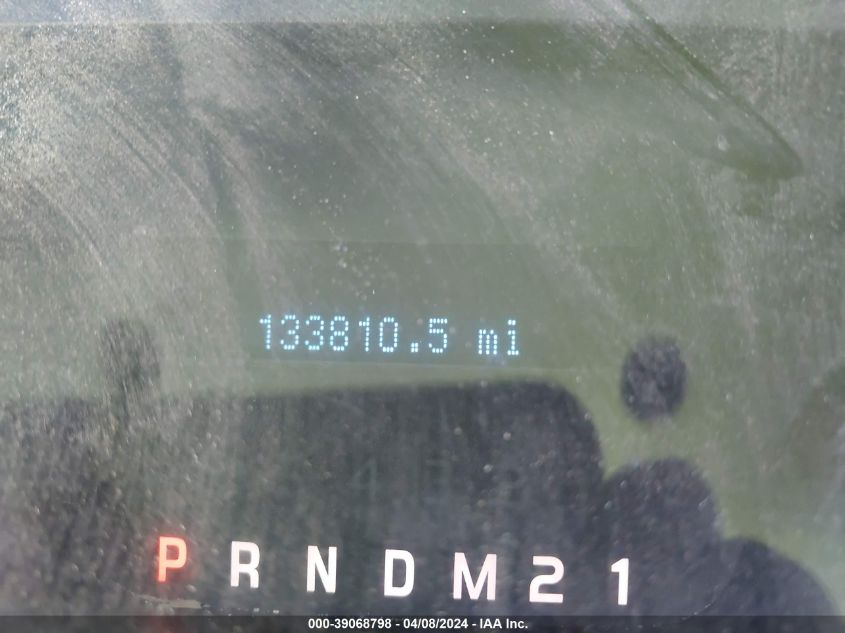 133810.5 mi
P R N D M 2 1
000-39068798 - 04/08/2024 - IAA Inc.